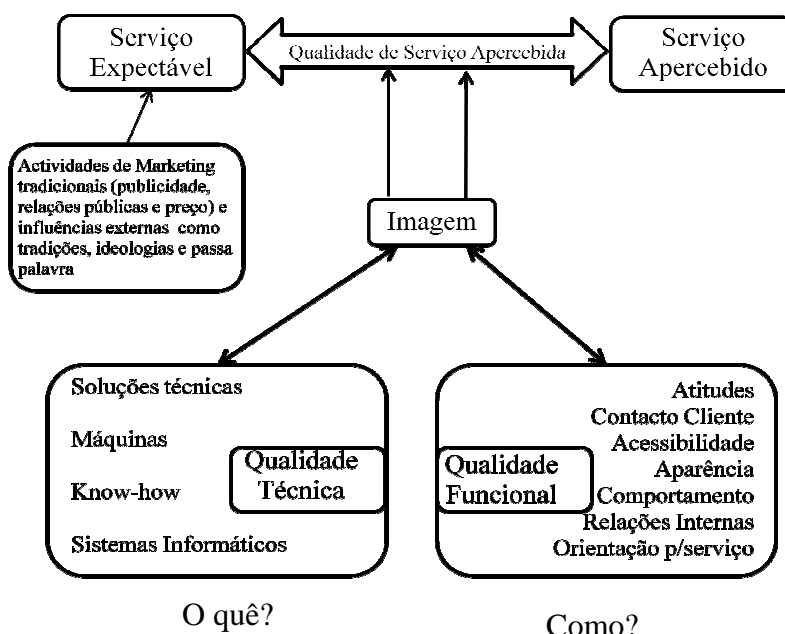 Serviço
Expectável
Qualidade de Serviço Apercebida
Serviço
Apercebido
Actividades de Marketing
tradicionais (publicidade,
relações públicas e preço) e
influências externas como
tradições, ideologias e passa
palavra
Imagem
Soluções técnicas
Máquinas
Know-how
Sistemas Informáticos
Qualidade
Técnica
Qualidade
Funcional
Atitudes
Contacto Cliente
Acessibilidade
Aparência
Comportamento
Relações Internas
Orientação p/serviço
O quê?
Como?